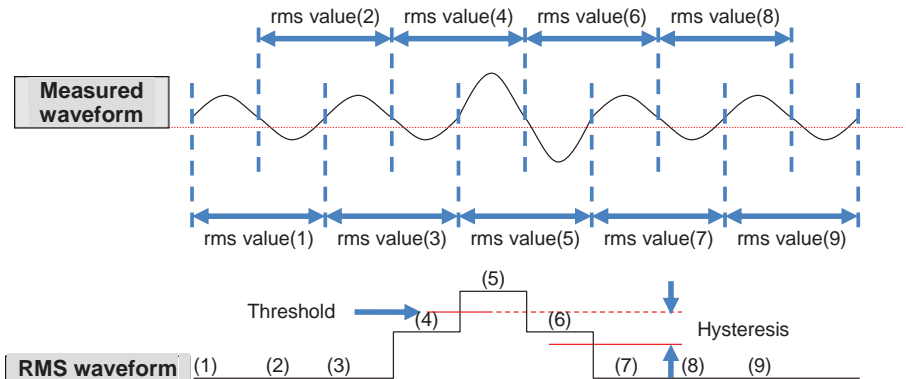 rms value(2) rms value(4) rms value(6) rms value(8)
Measured
waveform
rms value(1) rms value(3) rms value(5) rms value(7) rms value(9)
(5)
Threshold
(4) (6)
Hysteresis
RMS waveform (1) (2) (3) (7) (8) (9)